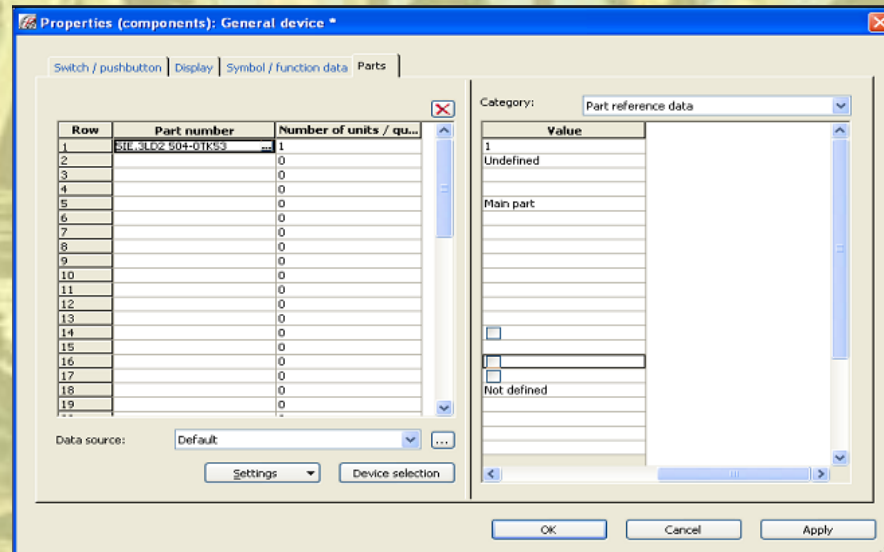 Properties (components): General device *
Switch / pushbutton Display Symbol / function data Parts
Category: Part reference data
Row Part number Number of units / qu...
1 SIE.3LD2 504-0TK53 ... 1
2 0
3 0
4 0
5 0
6 0
7 0
8 0
9 0
10 0
11 0
12 0
13 0
14 0
15 0
16 0
17 0
18 0
19 0
Value
1
Undefined
Main part
Not defined
Data source: Default ...
Settings Device selection
OK Cancel Apply